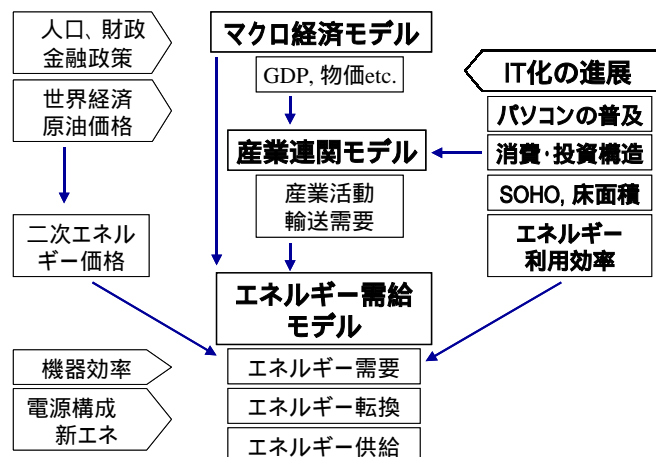 人口、財政
金融政策
世界経済
原油価格
二次エネル
ギー価格
機器効率
電源構成
新エネ
マクロ経済モデル
GDP, 物価etc.
産業連関モデル
産業活動
輸送需要
エネルギー需給
モデル
エネルギー需要
エネルギー転換
エネルギー供給
IT化の進展
パソコンの普及
消費・投資構造
SOHO, 床面積
エネルギー
利用効率